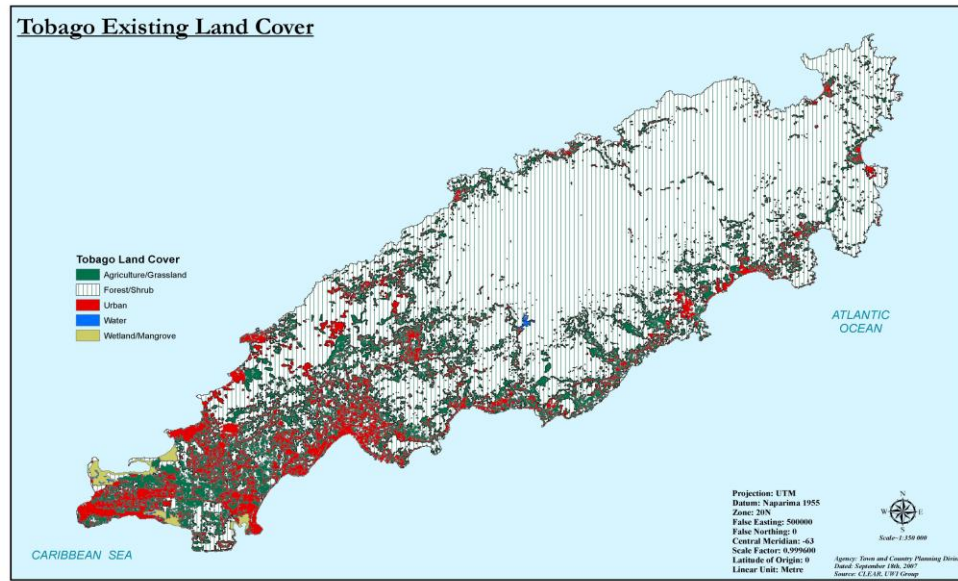 Tobago Existing Land Cover
Tobago Land Cover
Agriculture/Grassland
Forest/Shrub
Urban
Water
Wetland/Mangrove
ATLANTIC
OCEAN
CARIBBEAN SEA
Projection: UTM
Datum: Naparima 1955
Zone: 20N
False Easting: 500000
False Northing: 0
Central Meridian: -63
Scale Factor: 0.999600
Latitude of Origin: 0
Linear Unit: Metre
N
W E
S
Scale-1:350 000
Agency: Town and Country Planning Divis
Dated: September 18th, 2007
Source: CLEAR, UWI Group